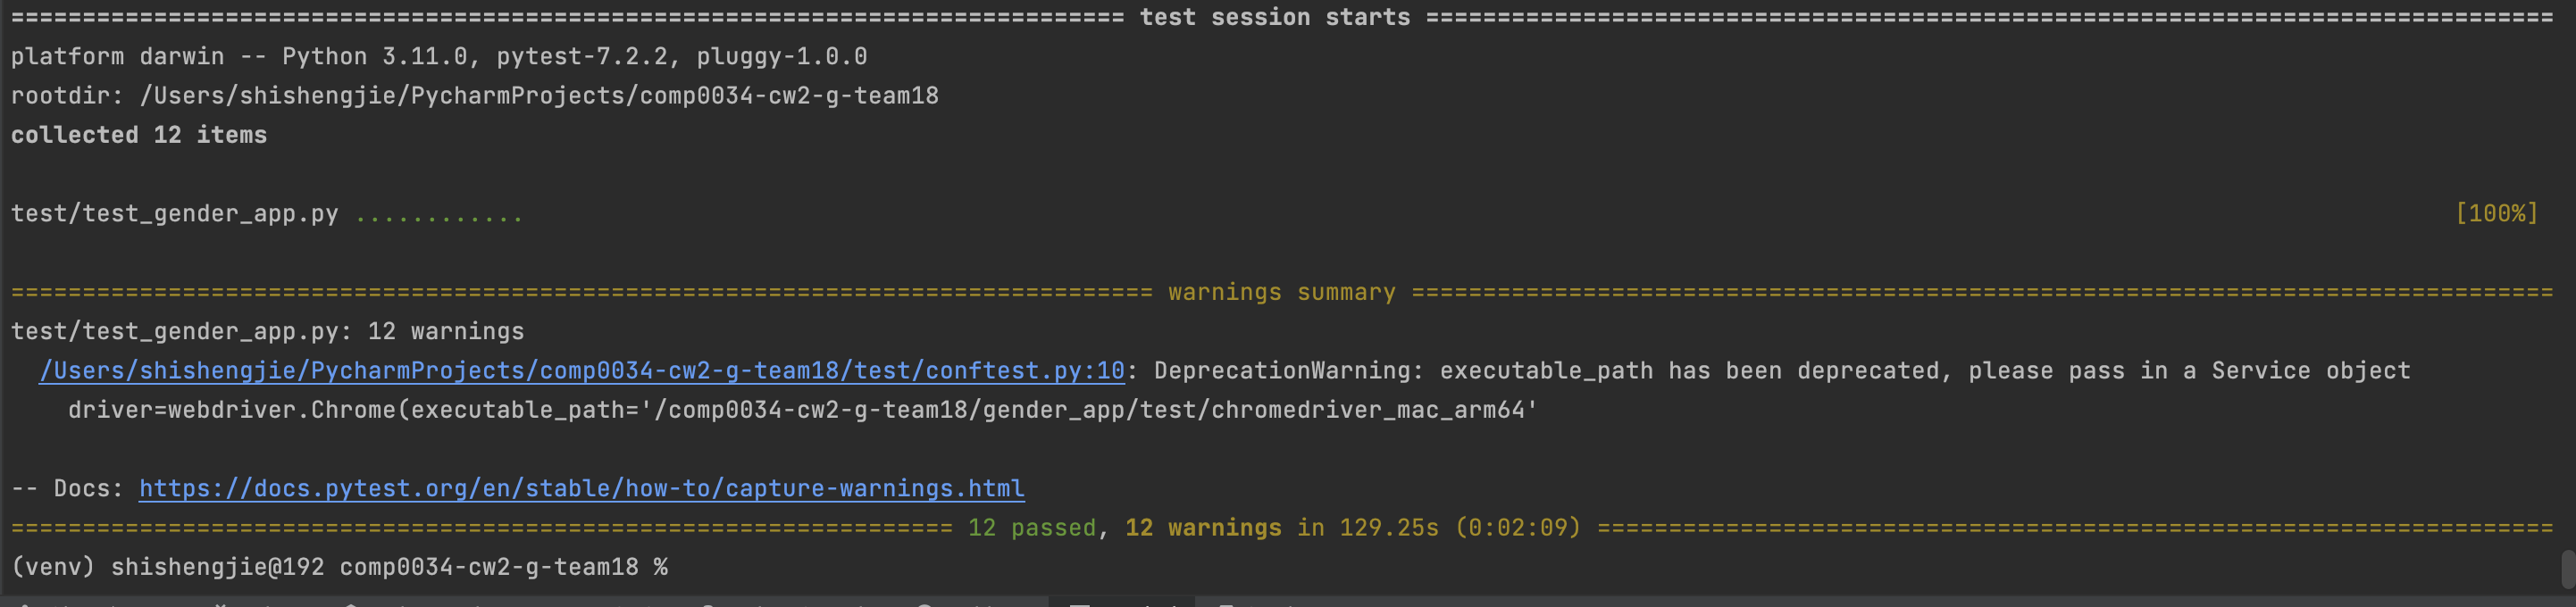 ============================= test session starts =============================
platform darwin -- Python 3.11.0, pytest-7.2.2, pluggy-1.0.0
rootdir: /Users/shishengjie/PycharmProjects/comp0034-cw2-g-team18
collected 12 items
test/test_gender_app.py ............ [100%]
============================= warnings summary =============================
test/test_gender_app.py: 12 warnings
/Users/shishengjie/PycharmProjects/comp0034-cw2-g-team18/test/conftest.py:10: DeprecationWarning: executable_path has been deprecated, please pass in a Service object
driver=webdriver.Chrome(executable_path='/comp0034-cw2-g-team18/gender_app/test/chromedriver_mac_arm64'
-- Docs: https://docs.pytest.org/en/stable/how-to/capture-warnings.html
============================= 12 passed, 12 warnings in 129.25s (0:02:09) =============================
(venv) shishengjie@192 comp0034-cw2-g-team18 %